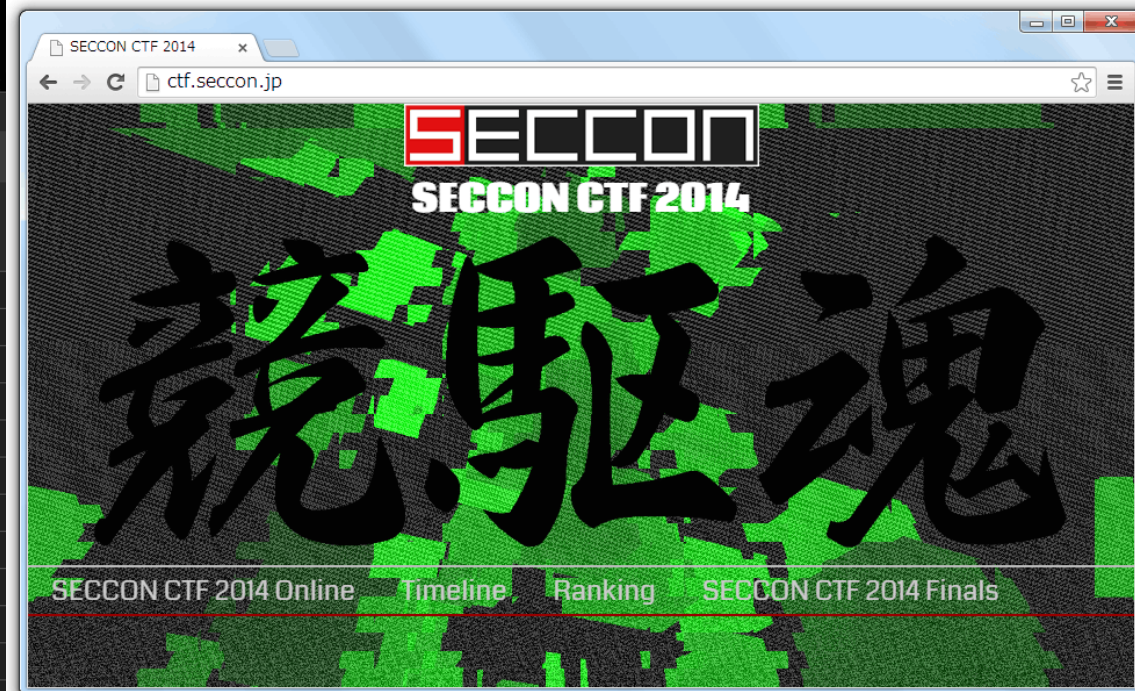 SECCON CTF 2014
ctf.seccon.jp
SECCON
SECCON CTF 2014
競駆魂
SECCON CTF 2014 Online Timeline Ranking SECCON CTF 2014 Finals